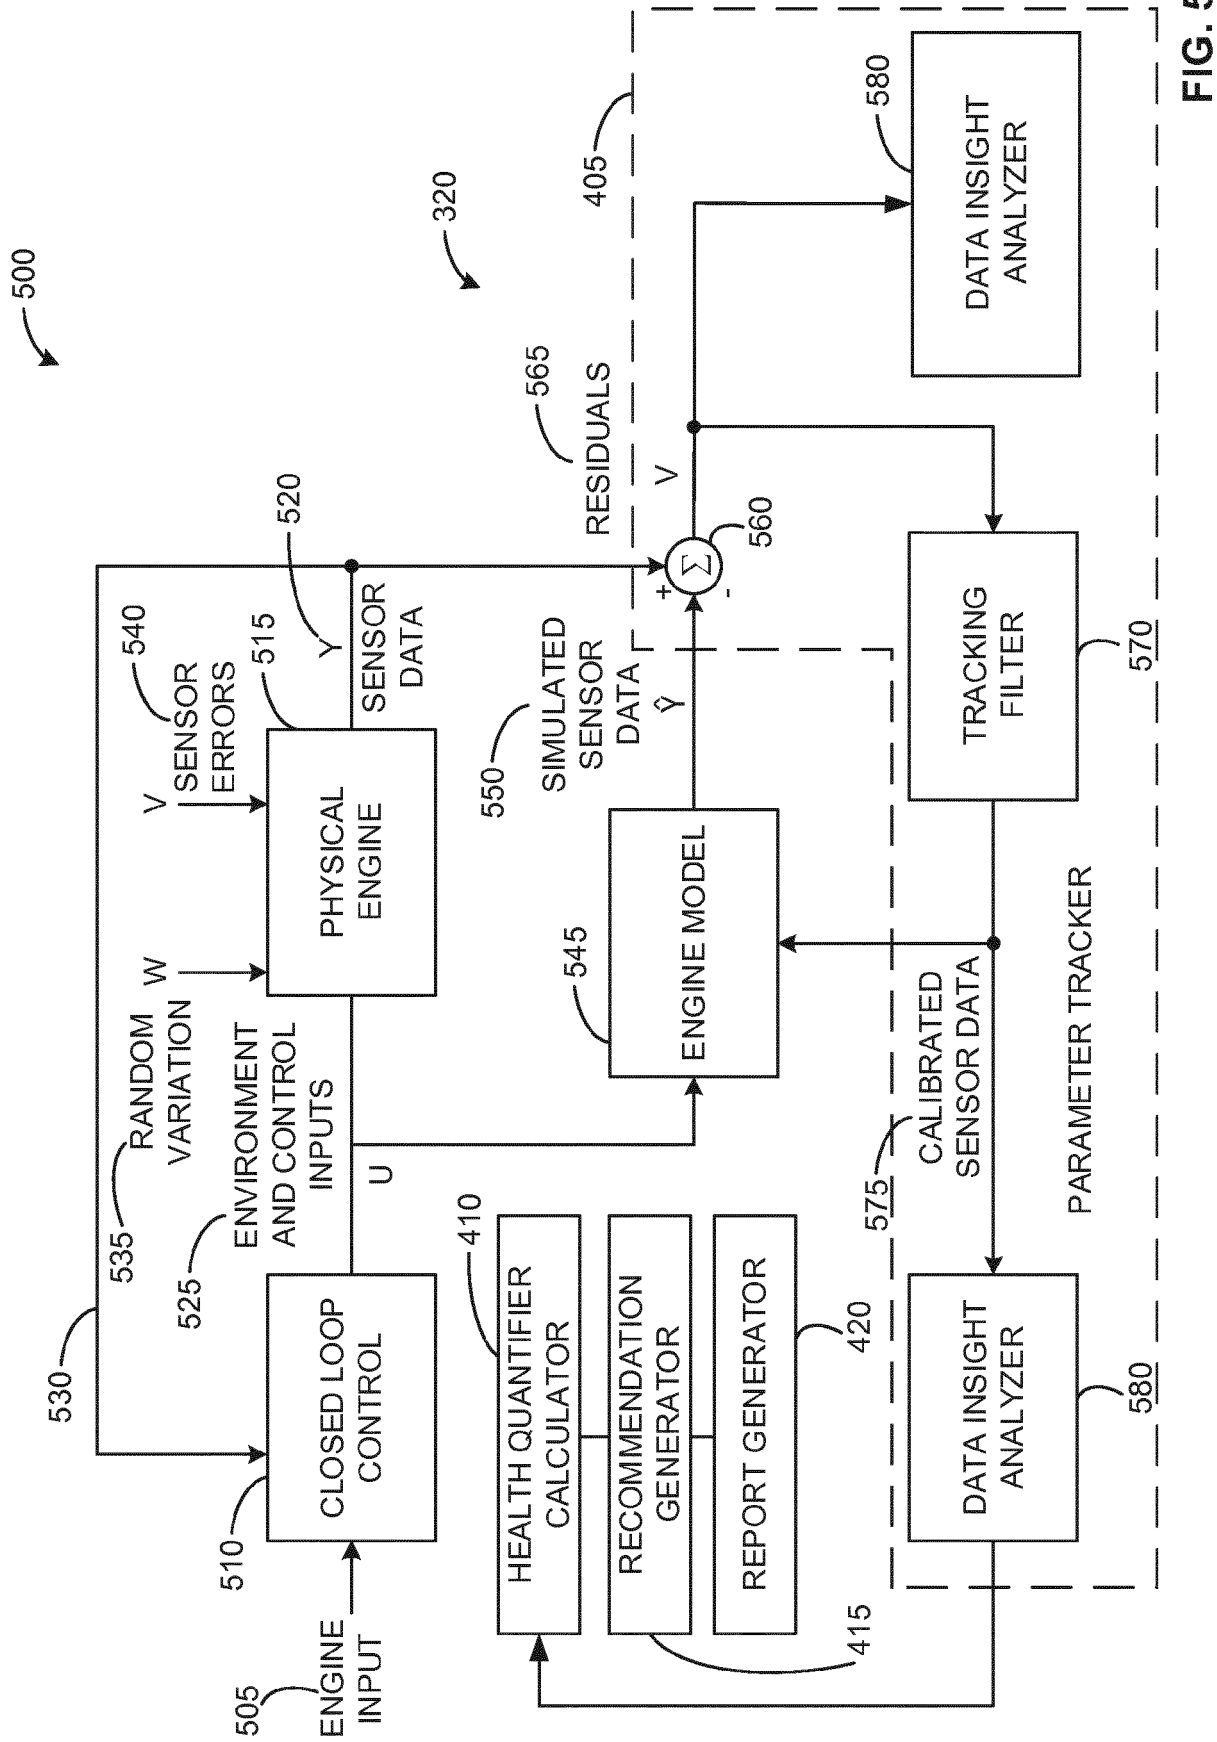 500
530
535
RANDOM
VARIATION
W
V
SENSOR
ERRORS
540
525
ENVIRONMENT
AND CONTROL
INPUTS
510
CLOSED LOOP
CONTROL
505
ENGINE
INPUT
U
PHYSICAL
ENGINE
515
Y
520
SENSOR
DATA
320
410
HEALTH QUANTIFIER
CALCULATOR
RECOMMENDATION
GENERATOR
REPORT GENERATOR
415
420
545
ENGINE MODEL
550
SIMULATED
SENSOR
DATA
Ŷ
+
-
Σ
560
V
565
RESIDUALS
405
580
DATA INSIGHT
ANALYZER
575
CALIBRATED
SENSOR DATA
TRACKING
FILTER
570
DATA INSIGHT
ANALYZER
580
PARAMETER TRACKER
FIG. 5